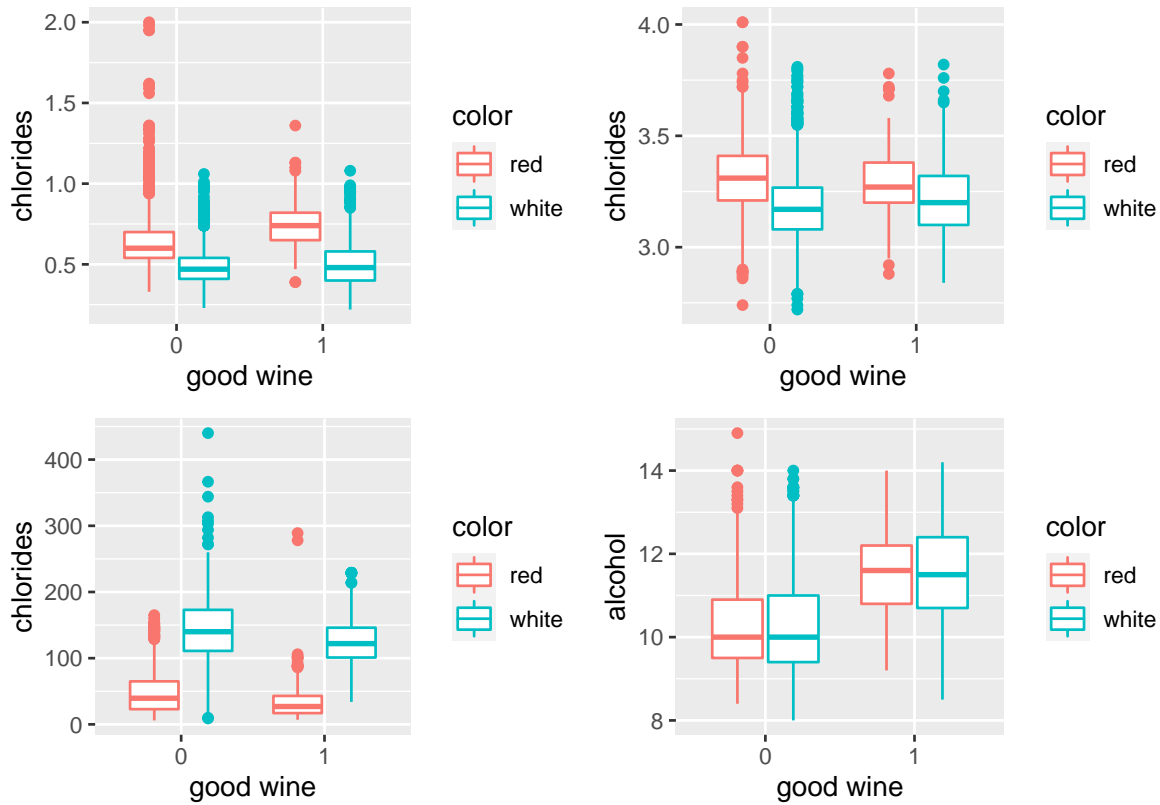 2.0
1.5
1.0
0.5
chlorides
0 1
good wine
color
red
white
4.0
3.5
3.0
chlorides
0 1
good wine
color
red
white
400
300
200
100
0
chlorides
0 1
good wine
color
red
white
14
12
10
8
alcohol
0 1
good wine
color
red
white